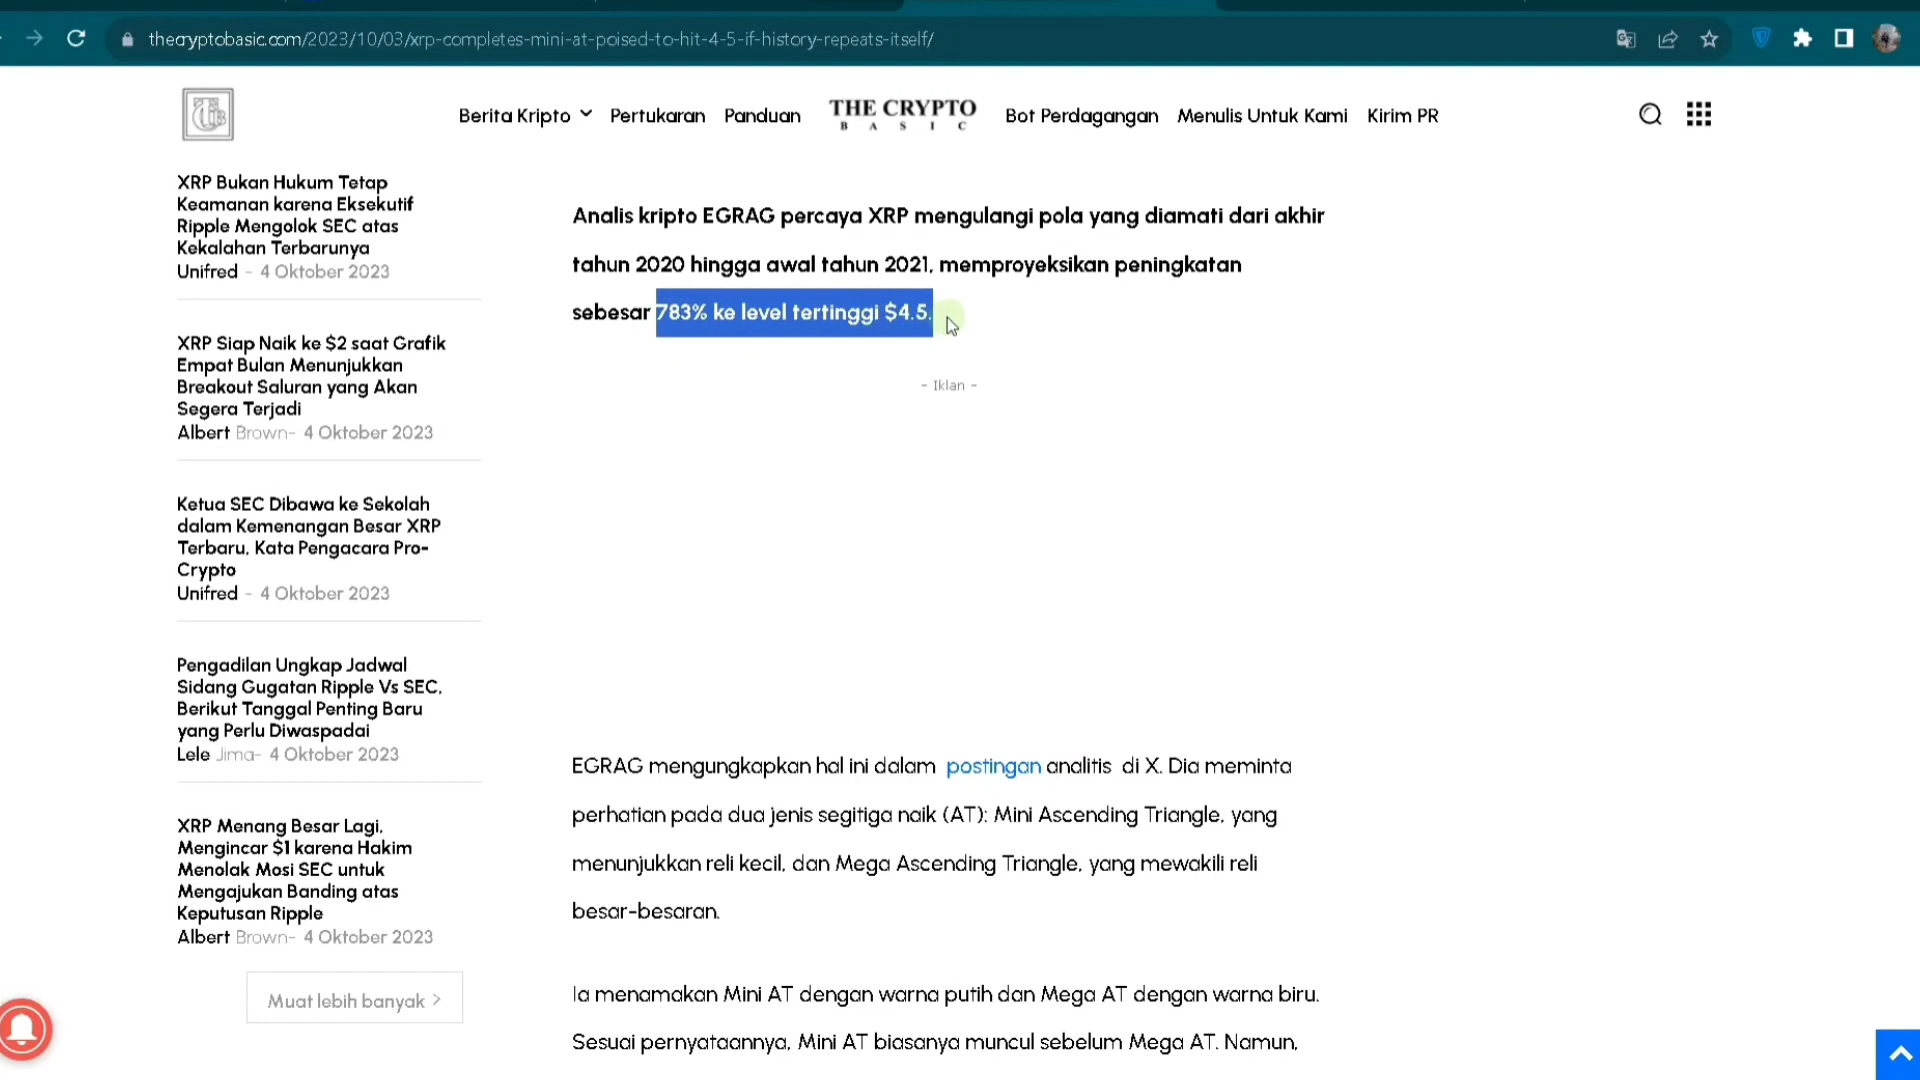 thecryptobasic.com/2023/10/03/xrp-completes-mini-at-poised-to-hit-4-5-if-history-repeats-itself/
Berita Kripto Pertukaran Panduan THE CRYPTO BASIC Bot Perdagangan Menulis Untuk Kami Kirim PR
XRP Bukan Hukum Tetap
Keamanan karena Eksekutif
Ripple Mengolok SEC atas
Kekalahan Terbarunya
Unifred - 4 Oktober 2023
XRP Siap Naik ke $2 saat Grafik
Empat Bulan Menunjukkan
Breakout Saluran yang Akan
Segera Terjadi
Albert Brown- 4 Oktober 2023
Ketua SEC Dibawa ke Sekolah
dalam Kemenangan Besar XRP
Terbaru, Kata Pengacara Pro-
Crypto
Unifred - 4 Oktober 2023
Pengadilan Ungkap Jadwal
Sidang Gugatan Ripple Vs SEC,
Berikut Tanggal Penting Baru
yang Perlu Diwaspadai
Lele Jima- 4 Oktober 2023
XRP Menang Besar Lagi,
Mengincar $1 karena Hakim
Menolak Mosi SEC untuk
Mengajukan Banding atas
Keputusan Ripple
Albert Brown- 4 Oktober 2023
Muat lebih banyak >
Analis kripto EGRAG percaya XRP mengulangi pola yang diamati dari akhir
tahun 2020 hingga awal tahun 2021, memproyeksikan peningkatan
sebesar 783% ke level tertinggi $4.5.
- Iklan -
EGRAG mengungkapkan hal ini dalam postingan analitis di X. Dia meminta
perhatian pada dua jenis segitiga naik (AT): Mini Ascending Triangle, yang
menunjukkan reli kecil, dan Mega Ascending Triangle, yang mewakili reli
besar-besaran.
Ia menamakan Mini AT dengan warna putih dan Mega AT dengan warna biru.
Sesuai pernyataannya, Mini AT biasanya muncul sebelum Mega AT. Namun,